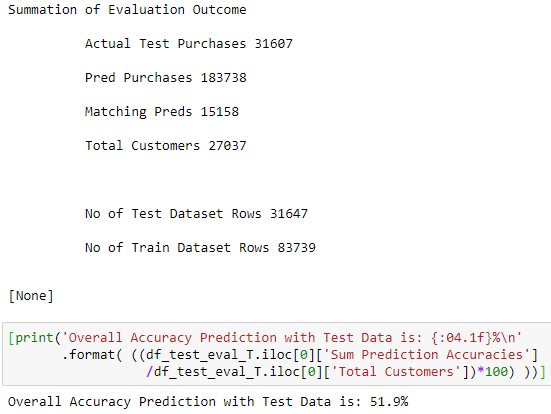 Summation of Evaluation Outcome
Actual Test Purchases 31607
Pred Purchases 183738
Matching Preds 15158
Total Customers 27037
No of Test Dataset Rows 31647
No of Train Dataset Rows 83739
[None]
[print('Overall Accuracy Prediction with Test Data is: {:04.1f}%\n'
.format( ((df_test_eval_T.iloc[0]['Sum Prediction Accuracies']
/df_test_eval_T.iloc[0]['Total Customers'])*100) ))]
Overall Accuracy Prediction with Test Data is: 51.9%